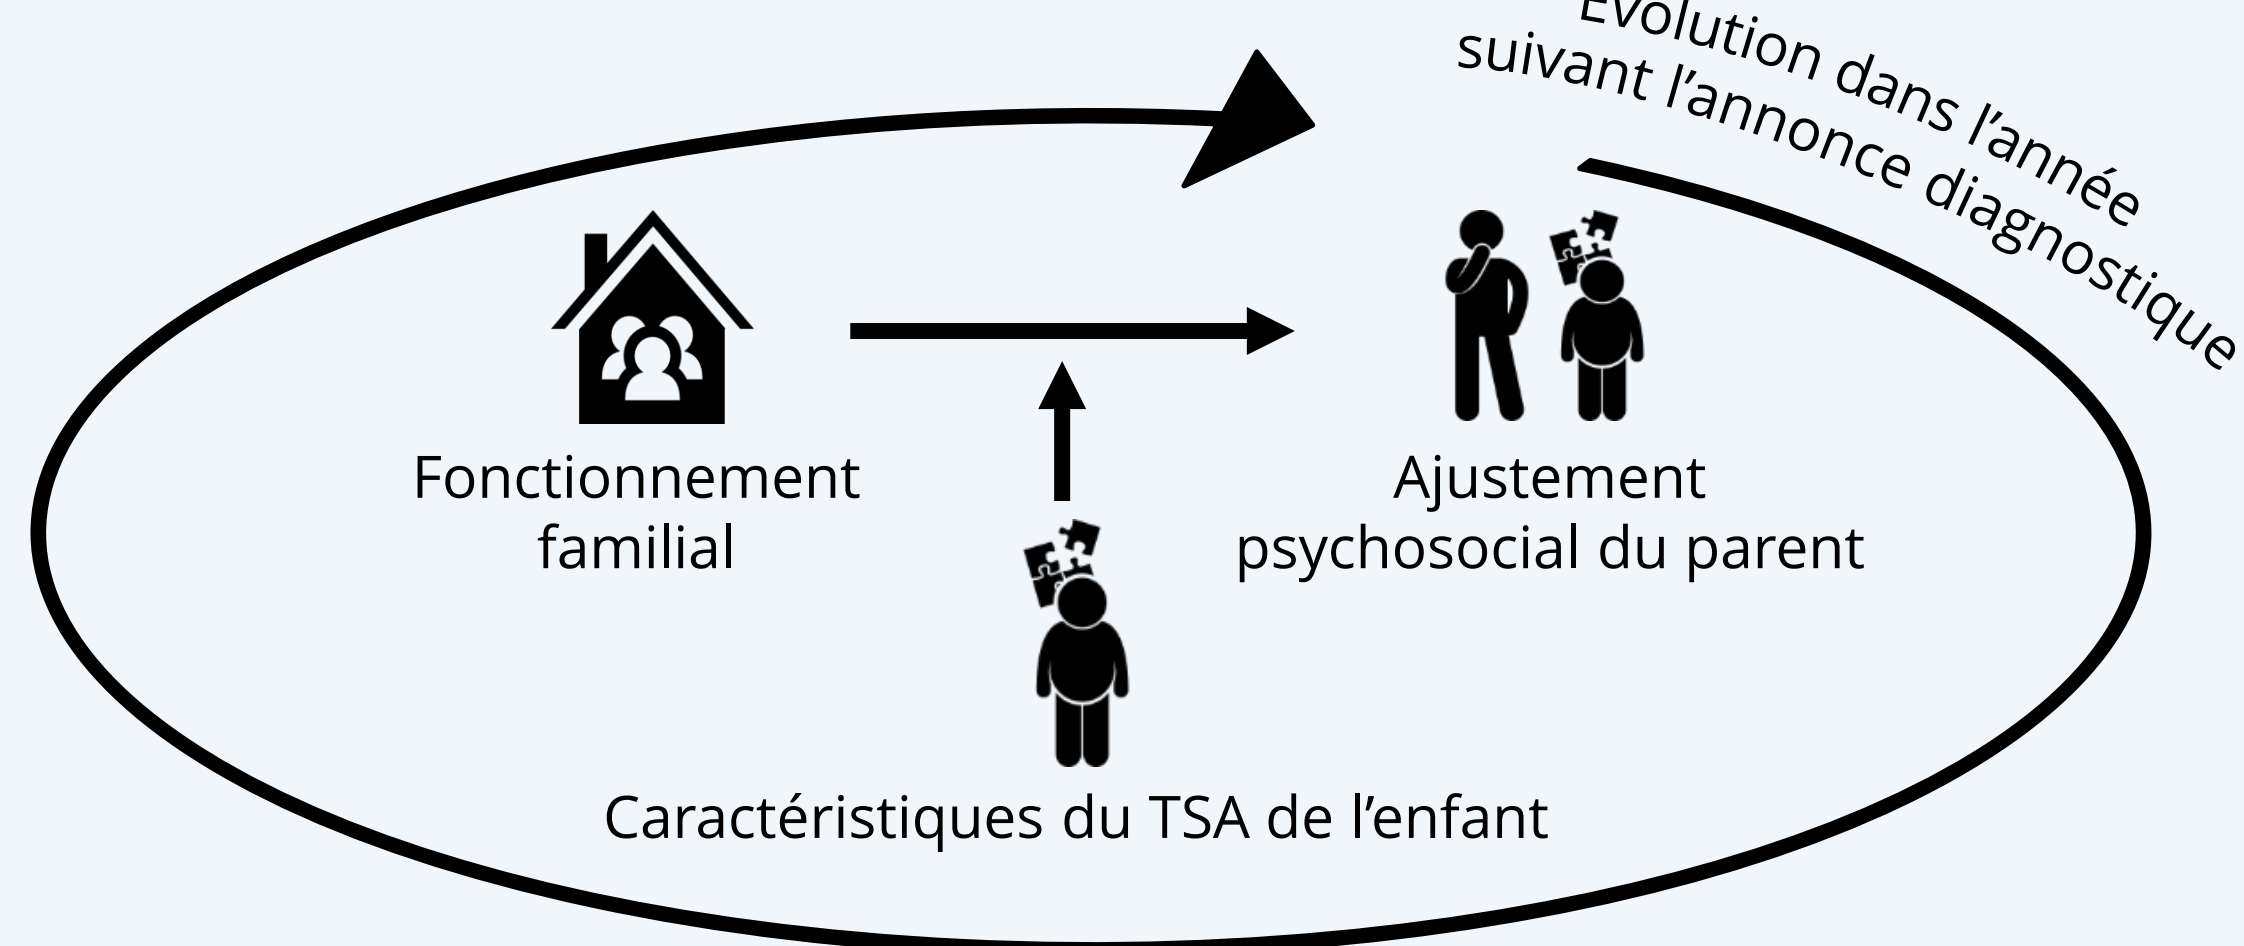 Évolution dans l’année
suivant l’annonce diagnostique
Fonctionnement
familial
Ajustement
psychosocial du parent
Caractéristiques du TSA de l’enfant